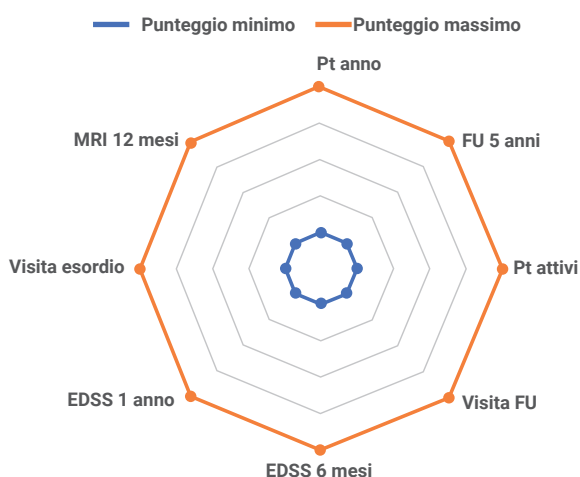 Punteggio minimo
Punteggio massimo
Pt anno
FU 5 anni
Pt attivi
Visita FU
EDSS 6 mesi
EDSS 1 anno
Visita esordio
MRI 12 mesi